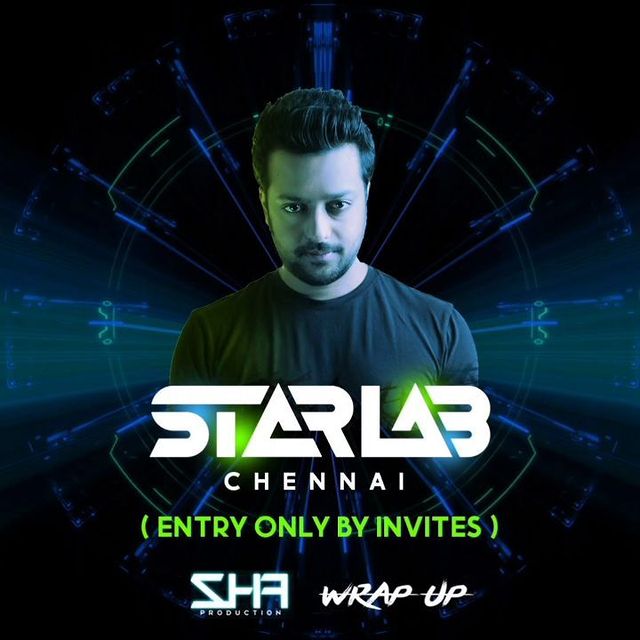 STARLAB
CHENNAI
( ENTRY ONLY BY INVITES )
SHA WRAP UP
PRODUCTION